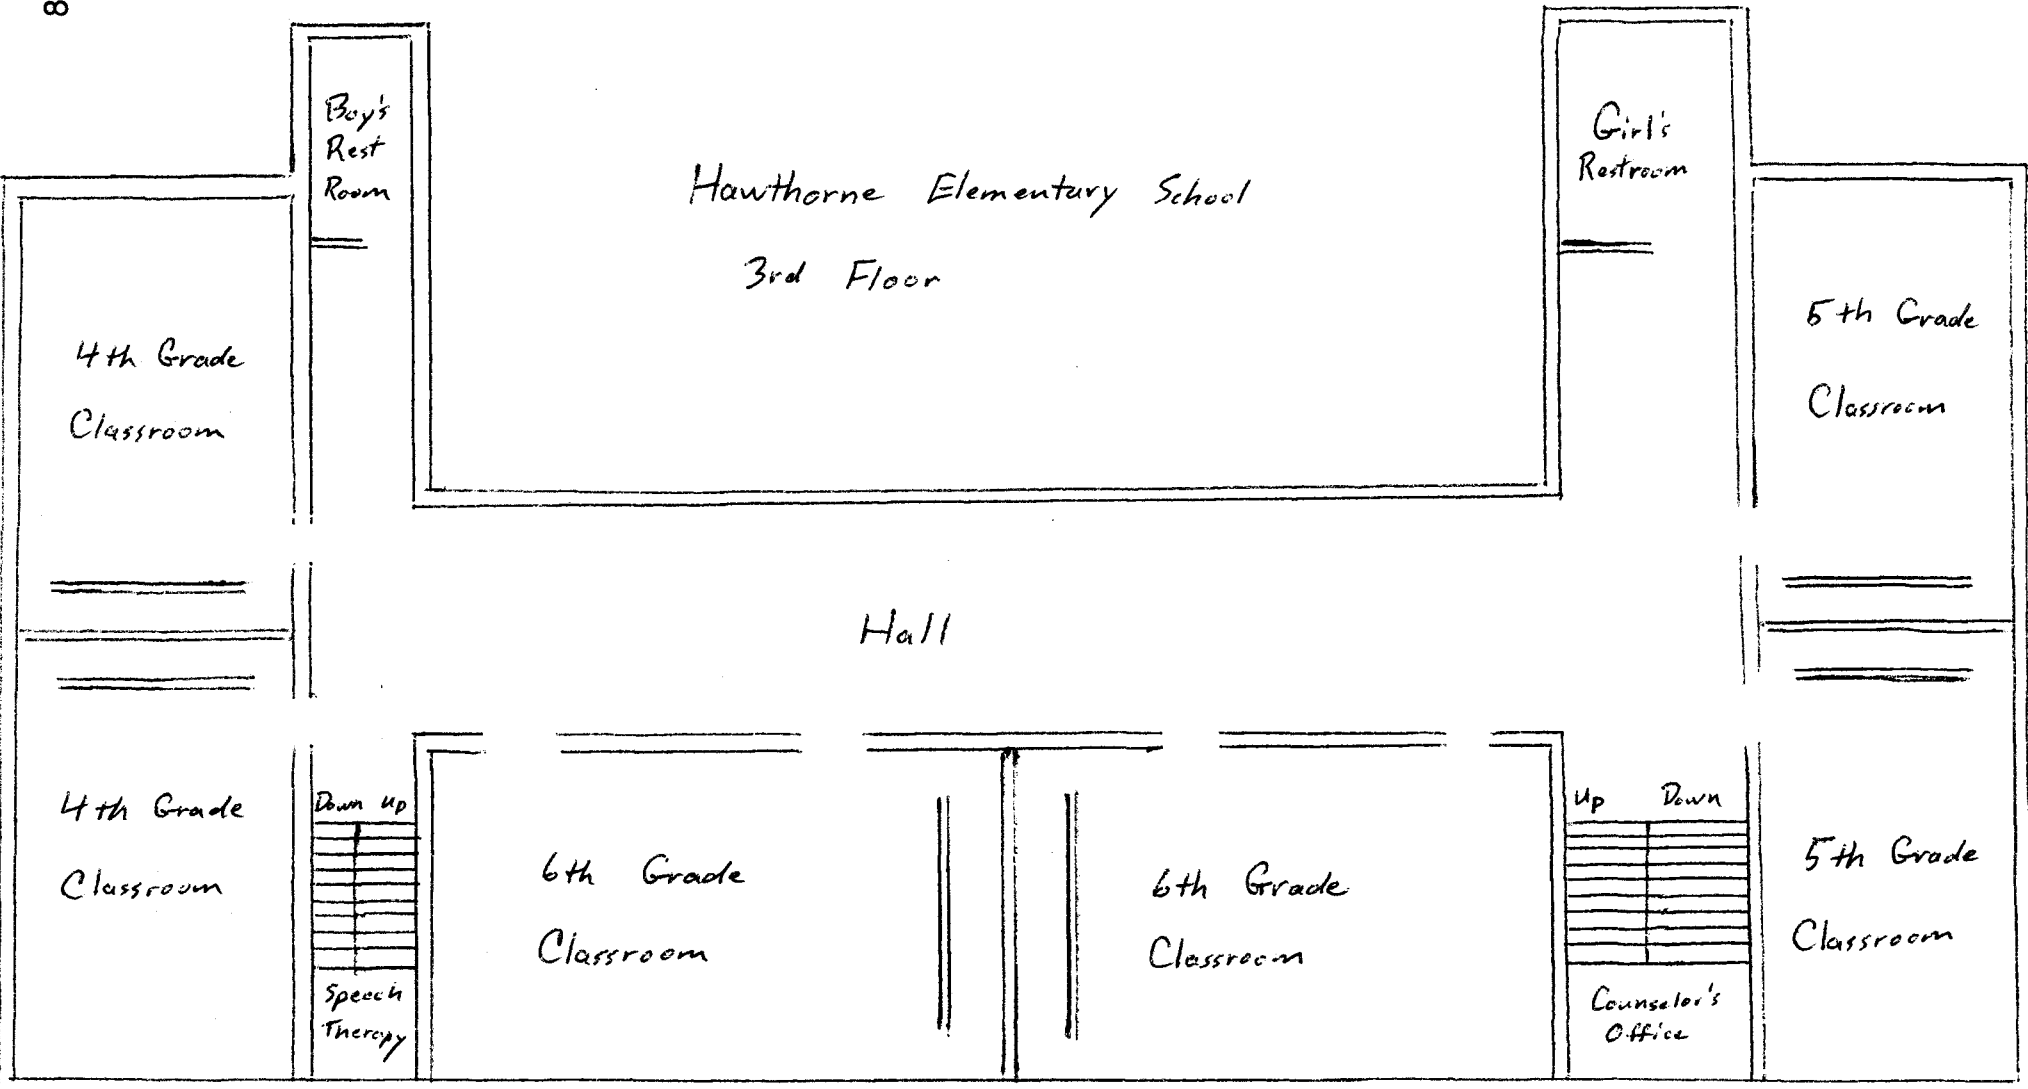 8
Boy's
Rest
Room
Girl's
Restroom
Hawthorne Elementary School
3rd Floor
4th Grade
Classroom
5th Grade
Classroom
Hall
4th Grade
Classroom
Down Up
Speech
Therapy
6th Grade
Classroom
6th Grade
Classroom
Up Down
Counselor's
Office
5th Grade
Classroom